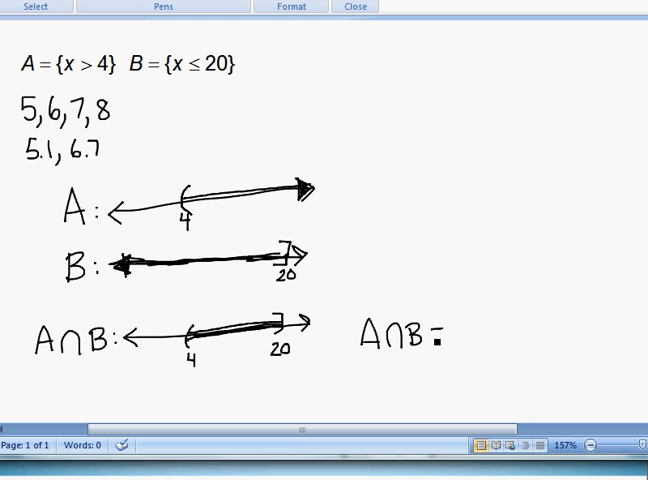 Select Pens Format Close
A = {x > 4} B = {x ≤ 20}
5, 6, 7, 8
5.1, 6.7
A:
4
B:
20
A∩B: A∩B =
4 20
Page: 1 of 1 Words: 0 157%